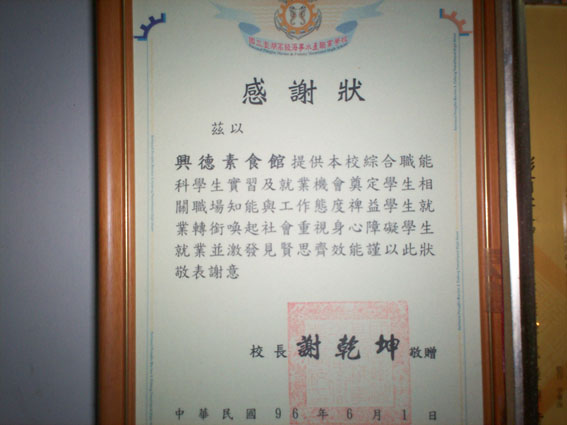 感謝狀
茲以
興德素食館提供本校綜合職能
科學生實習及就業機會奠定學生相
關職場知能與工作態度裨益學生就
業轉銜喚起社會重視身心障礙學生
就業並激發見賢思齊效能謹以此狀
敬表謝意
校長謝乾坤敬贈
中華民國96年6月1日